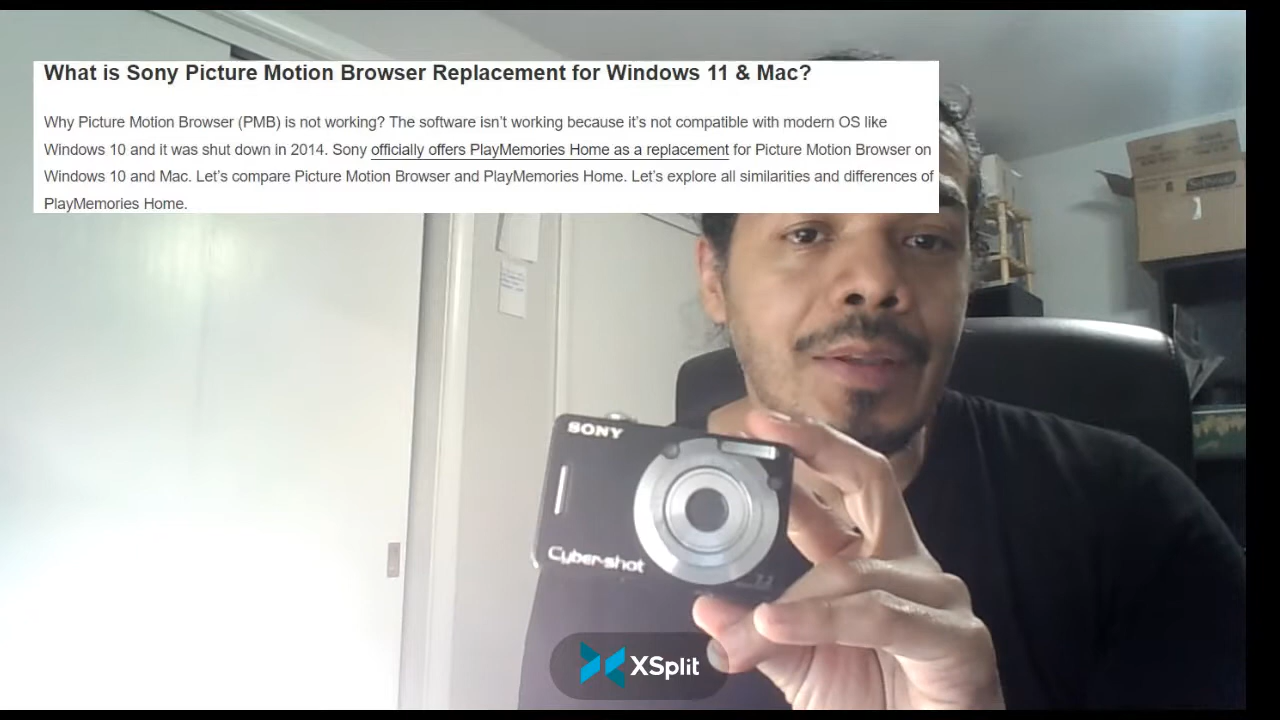 What is Sony Picture Motion Browser Replacement for Windows 11 & Mac?
Why Picture Motion Browser (PMB) is not working? The software isn't working because it's not compatible with modern OS like
Windows 10 and it was shut down in 2014. Sony officially offers PlayMemories Home as a replacement for Picture Motion Browser on
Windows 10 and Mac. Let's compare Picture Motion Browser and PlayMemories Home. Let's explore all similarities and differences of
PlayMemories Home.
SONY
Cyber-shot
XSplit